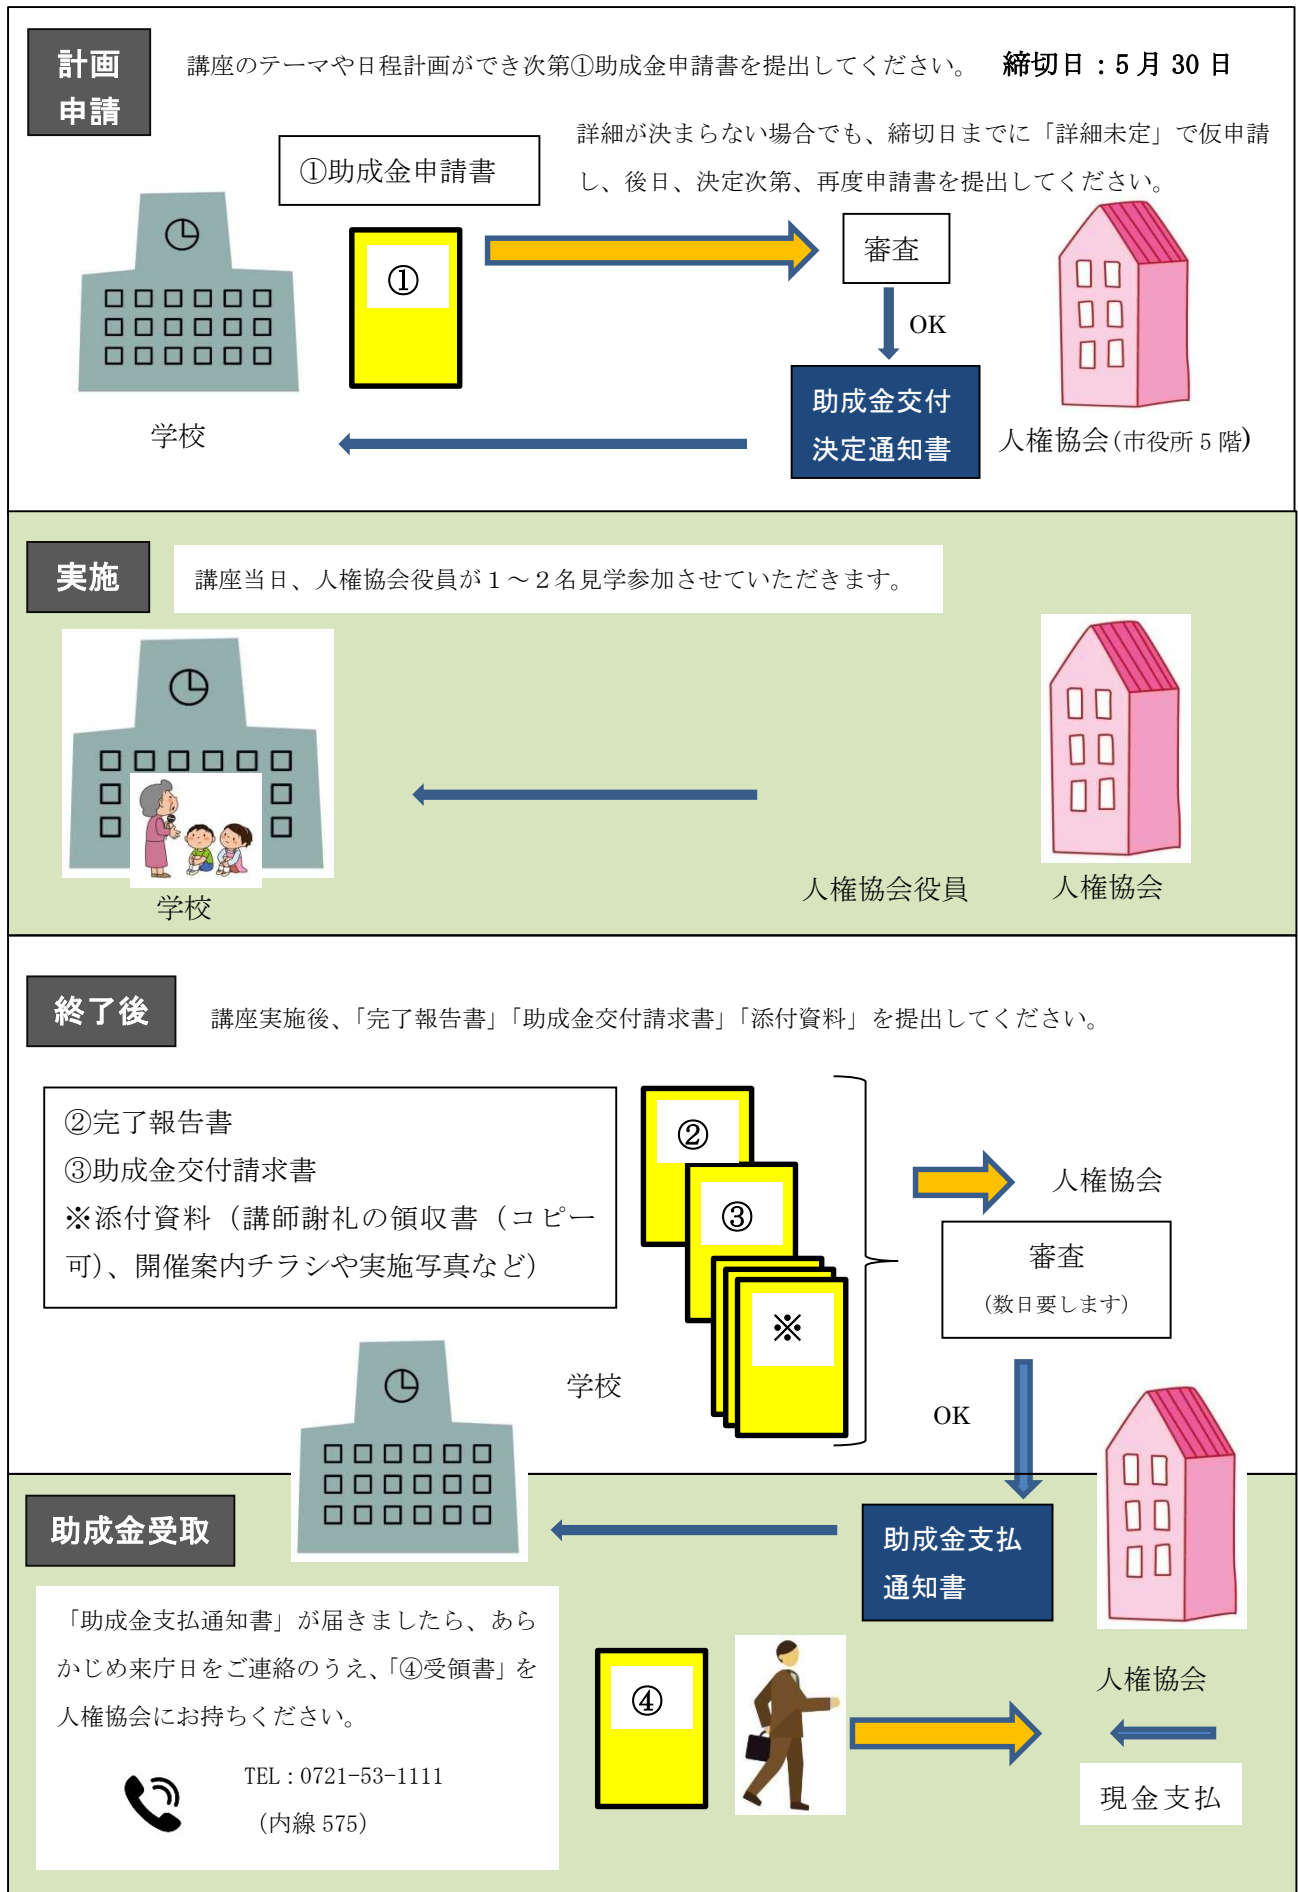 計画
申請
講座のテーマや日程計画ができ次第①助成金申請書を提出してください。 締切日：5月30日
詳細が決まらない場合でも、締切日までに「詳細未定」で仮申請
し、後日、決定次第、再度申請書を提出してください。
①助成金申請書
①
審査
OK
助成金交付
決定通知書
学校
人権協会(市役所5階)
実施
講座当日、人権協会役員が１～２名見学参加させていただきます。
学校
人権協会役員
人権協会
終了後
講座実施後、「完了報告書」「助成金交付請求書」「添付資料」を提出してください。
②完了報告書
③助成金交付請求書
※添付資料（講師謝礼の領収書（コピー
可）、開催案内チラシや実施写真など）
②
③
※
人権協会
審査
（数日要します）
学校
OK
助成金受取
助成金支払
通知書
「助成金支払通知書」が届きましたら、あら
かじめ来庁日をご連絡のうえ、「④受領書」を
人権協会にお持ちください。
TEL：0721-53-1111
（内線575）
④
人権協会
現金支払